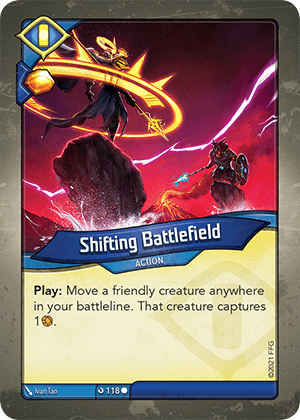 Shifting Battlefield
ACTION
Play: Move a friendly creature anywhere
in your battleline. That creature captures
1.
©2021 FFG
Ivan Tao
118